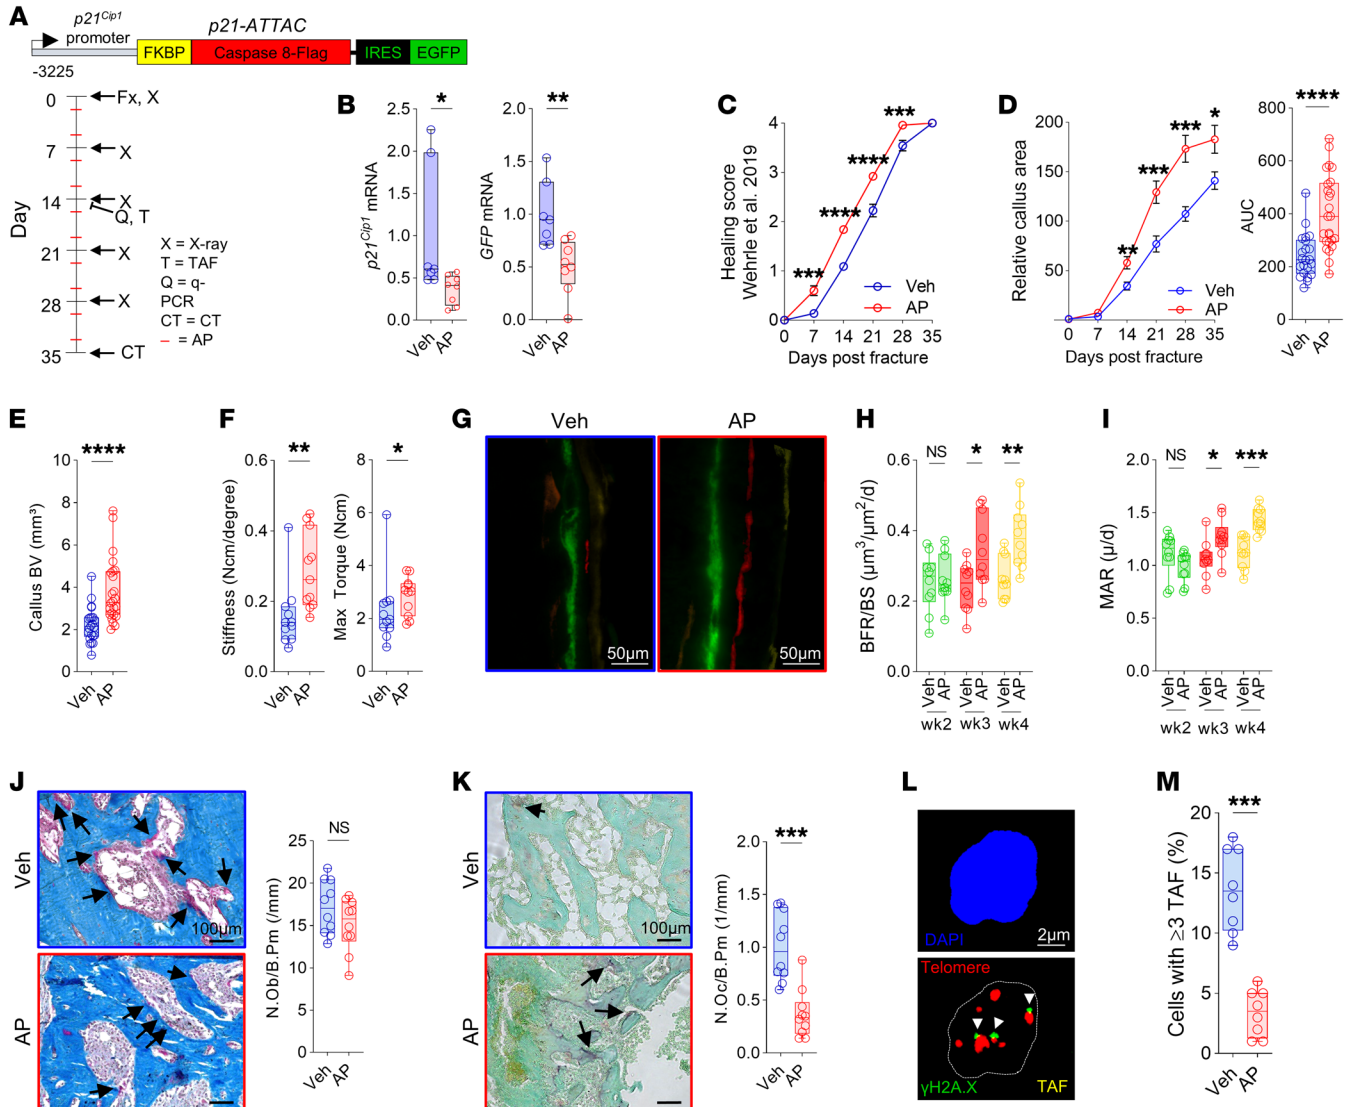 A
p21Cip1
promoter
p21-ATTAC
FKBP
Caspase 8-Flag
IRES
EGFP
-3225
Day
0
7
14
21
28
35
Fx, X
X
X
Q, T
X
X
CT
X = X-ray
T = TAF
Q = q-
PCR
CT = CT
– = AP
B
p21Cip1 mRNA
2.5
2.0
1.5
1.0
0.5
0.0
*
Veh
AP
GFP mRNA
2.0
1.5
1.0
0.5
0.0
**
Veh
AP
C
Healing score
Wehrle et al. 2019
4
3
2
1
0
***
****
****
***
Veh
AP
0 7 14 21 28 35
Days post fracture
D
Relative callus area
200
150
100
50
**
***
***
*
Veh
AP
0 7 14 21 28 35
Days post fracture
AUC
800
600
400
200
0
****
Veh
AP
E
Callus BV (mm³)
10
8
6
4
2
0
****
Veh
AP
F
Stiffness (Ncm/degree)
0.6
0.4
0.2
0.0
**
Veh
AP
Max Torque (Ncm)
8
6
4
2
0
*
Veh
AP
G
Veh
AP
50µm
50µm
H
BFR/BS (µm³/µm²/d)
0.6
0.4
0.2
0.0
NS
*
**
Veh
AP
Veh
AP
Veh
AP
wk2 wk3 wk4
I
MAR (µ/d)
2.0
1.5
1.0
0.5
0.0
NS
*
***
Veh
AP
Veh
AP
Veh
AP
wk2 wk3 wk4
J
Veh
100µm
AP
N.Ob/B.Pm (/mm)
25
20
15
10
5
0
NS
Veh
AP
K
Veh
100µm
AP
N.Oc/B.Pm (1/mm)
2.0
1.5
1.0
0.5
0.0
***
Veh
AP
L
DAPI
2µm
Telomere
γH2A.X
TAF
M
Cells with ≥3 TAF (%)
20
15
10
5
0
***
Veh
AP